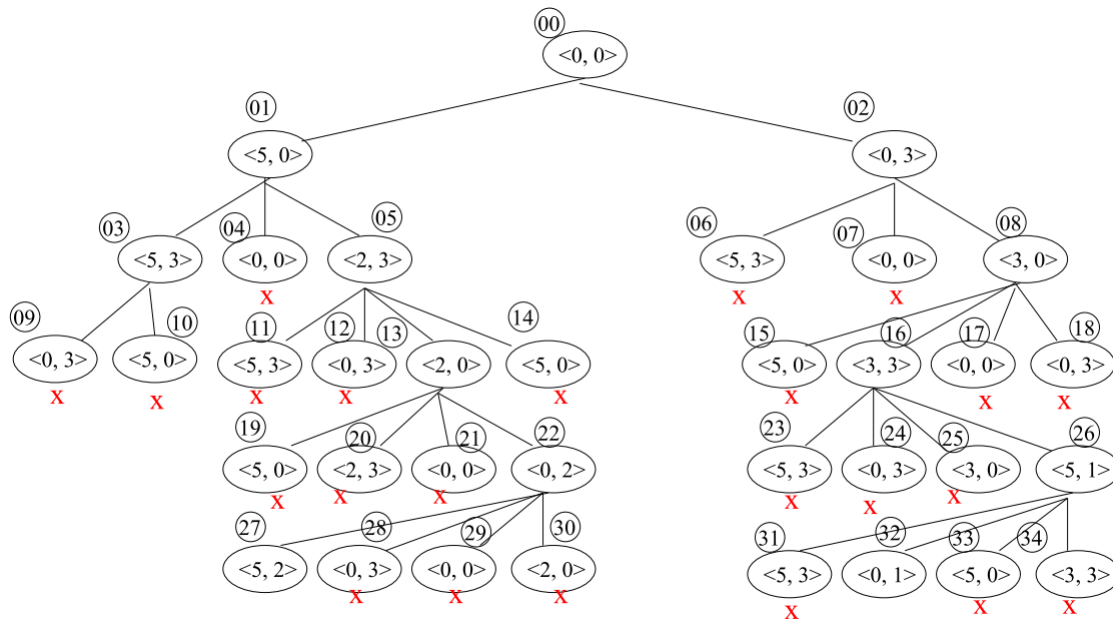 00
<0, 0>
01 02
<5, 0> <0, 3>
03 04 05 06 07 08
<5, 3> <0, 0> <2, 3> <5, 3> <0, 0> <3, 0>
x x x
09 10 11 12 13 14 15 16 17 18
<0, 3> <5, 0> <5, 3> <0, 3> <2, 0> <5, 0> <5, 0> <3, 3> <0, 0> <0, 3>
x x x x x x x x
19 20 21 22 23 24 25 26
<5, 0> <2, 3> <0, 0> <0, 2> <5, 3> <0, 3> <3, 0> <5, 1>
x x x x x x
27 28 29 30 31 32 33 34
<5, 2> <0, 3> <0, 0> <2, 0> <5, 3> <0, 1> <5, 0> <3, 3>
x x x x x x